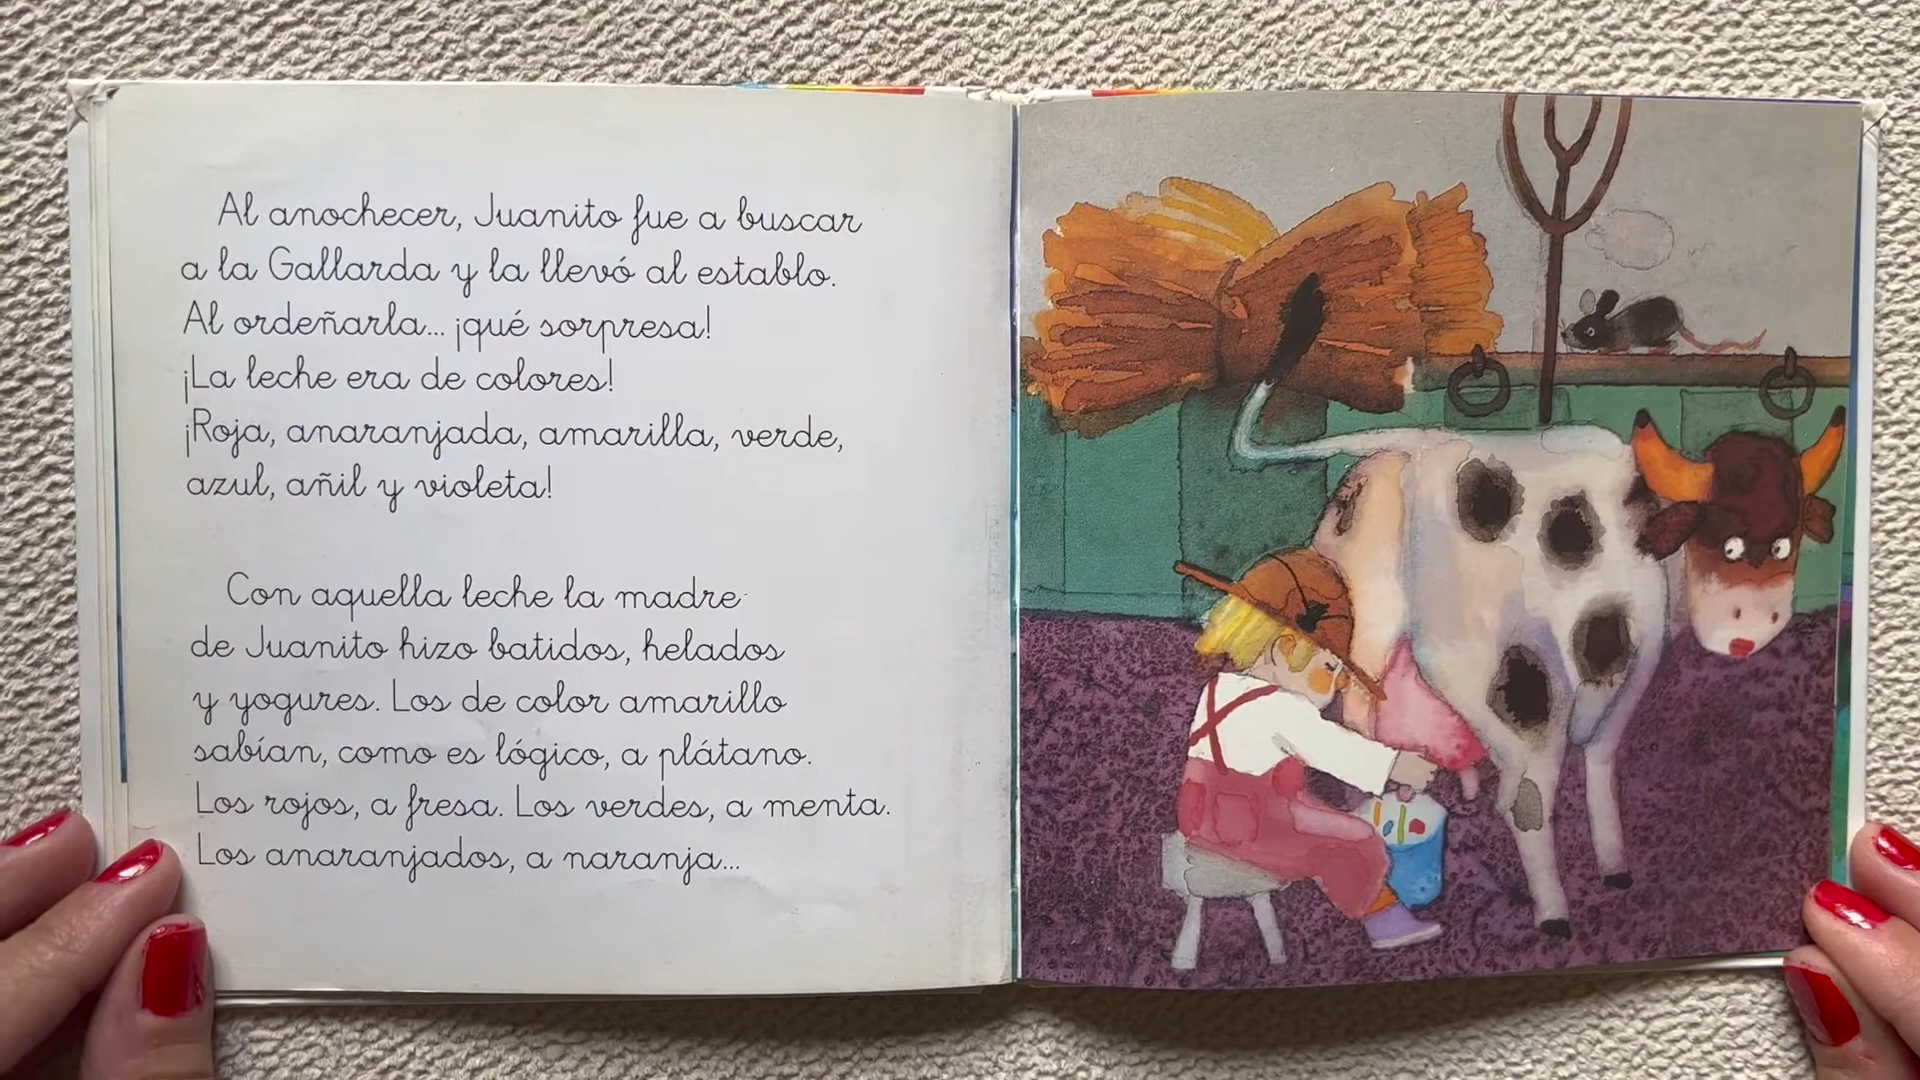 Al anochecer, Juanito fue a buscar
a la Gallarda y la llevó al establo.
Al ordeñarla... ¡qué sorpresa!
¡La leche era de colores!
¡Roja, anaranjada, amarilla, verde,
azul, añil y violeta!
Con aquella leche la madre
de Juanito hizo batidos, helados
y yogures. Los de color amarillo
sabían, como es lógico, a plátano.
Los rojos, a fresa. Los verdes, a menta.
Los anaranjados, a naranja...